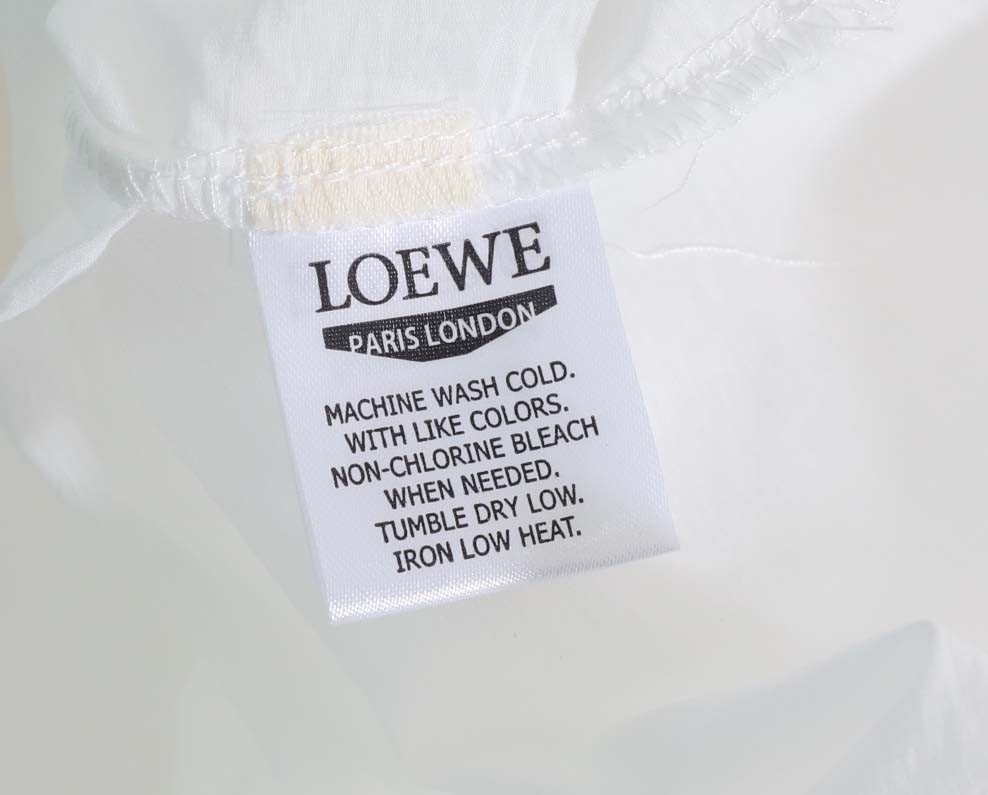 LOEWE
PARIS LONDON
MACHINE WASH COLD.
WITH LIKE COLORS.
NON-CHLORINE BLEACH
WHEN NEEDED.
TUMBLE DRY LOW.
IRON LOW HEAT.